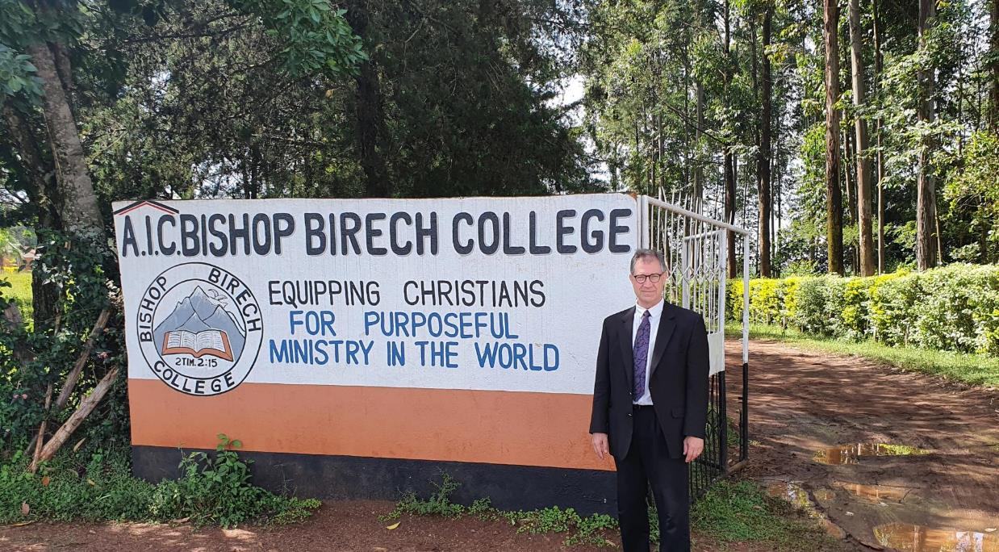 A.I.C.BISHOP BIRECH COLLEGE
BISHOP BIRECH
2TIM.2:15
COLLEGE
EQUIPPING CHRISTIANS
FOR PURPOSEFUL
MINISTRY IN THE WORLD